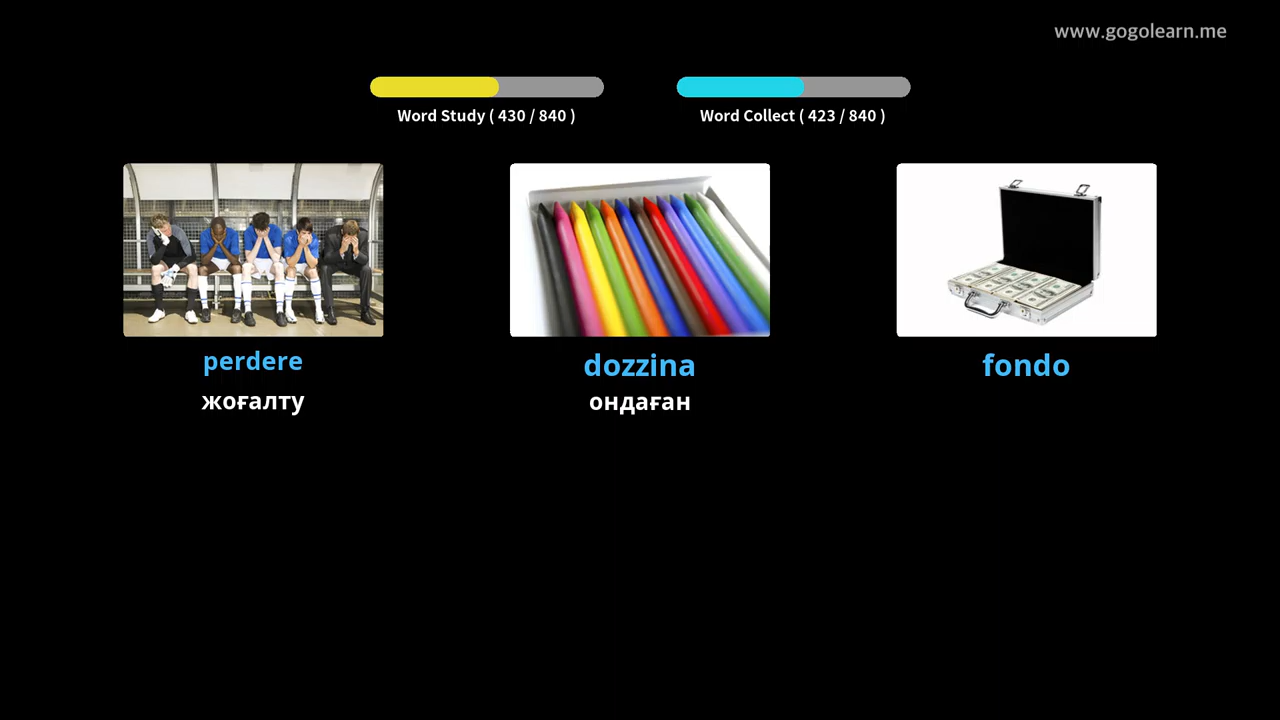 www.gogolearn.me
Word Study ( 430 / 840 )
Word Collect ( 423 / 840 )
perdere
dozzina
fondo
жоғалту
ондаған